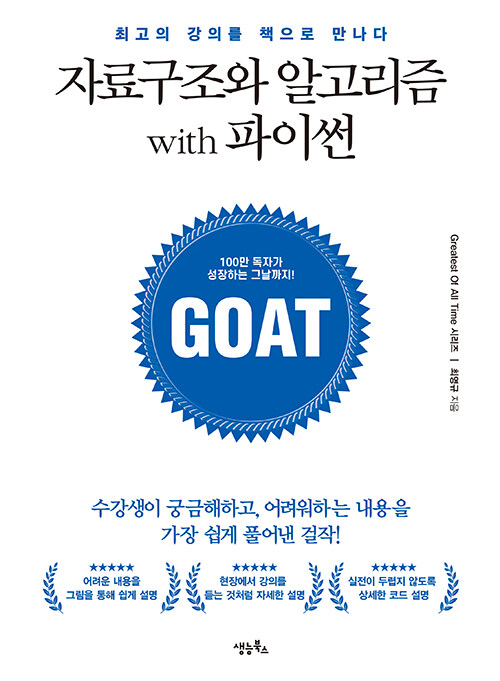 최고의 강의를 책으로 만나다
자료구조와 알고리즘
with 파이썬
100만 독자가
성장하는 그날까지!
GOAT
Greatest Of All Time 시리즈 | 최영규 지음
수강생이 궁금해하고, 어려워하는 내용을
가장 쉽게 풀어낸 걸작!
★★★★★
어려운 내용을
그림을 통해 쉽게 설명
★★★★★
현장에서 강의를
듣는 것처럼 자세한 설명
★★★★★
실전이 두렵지 않도록
상세한 코드 설명
생능북스